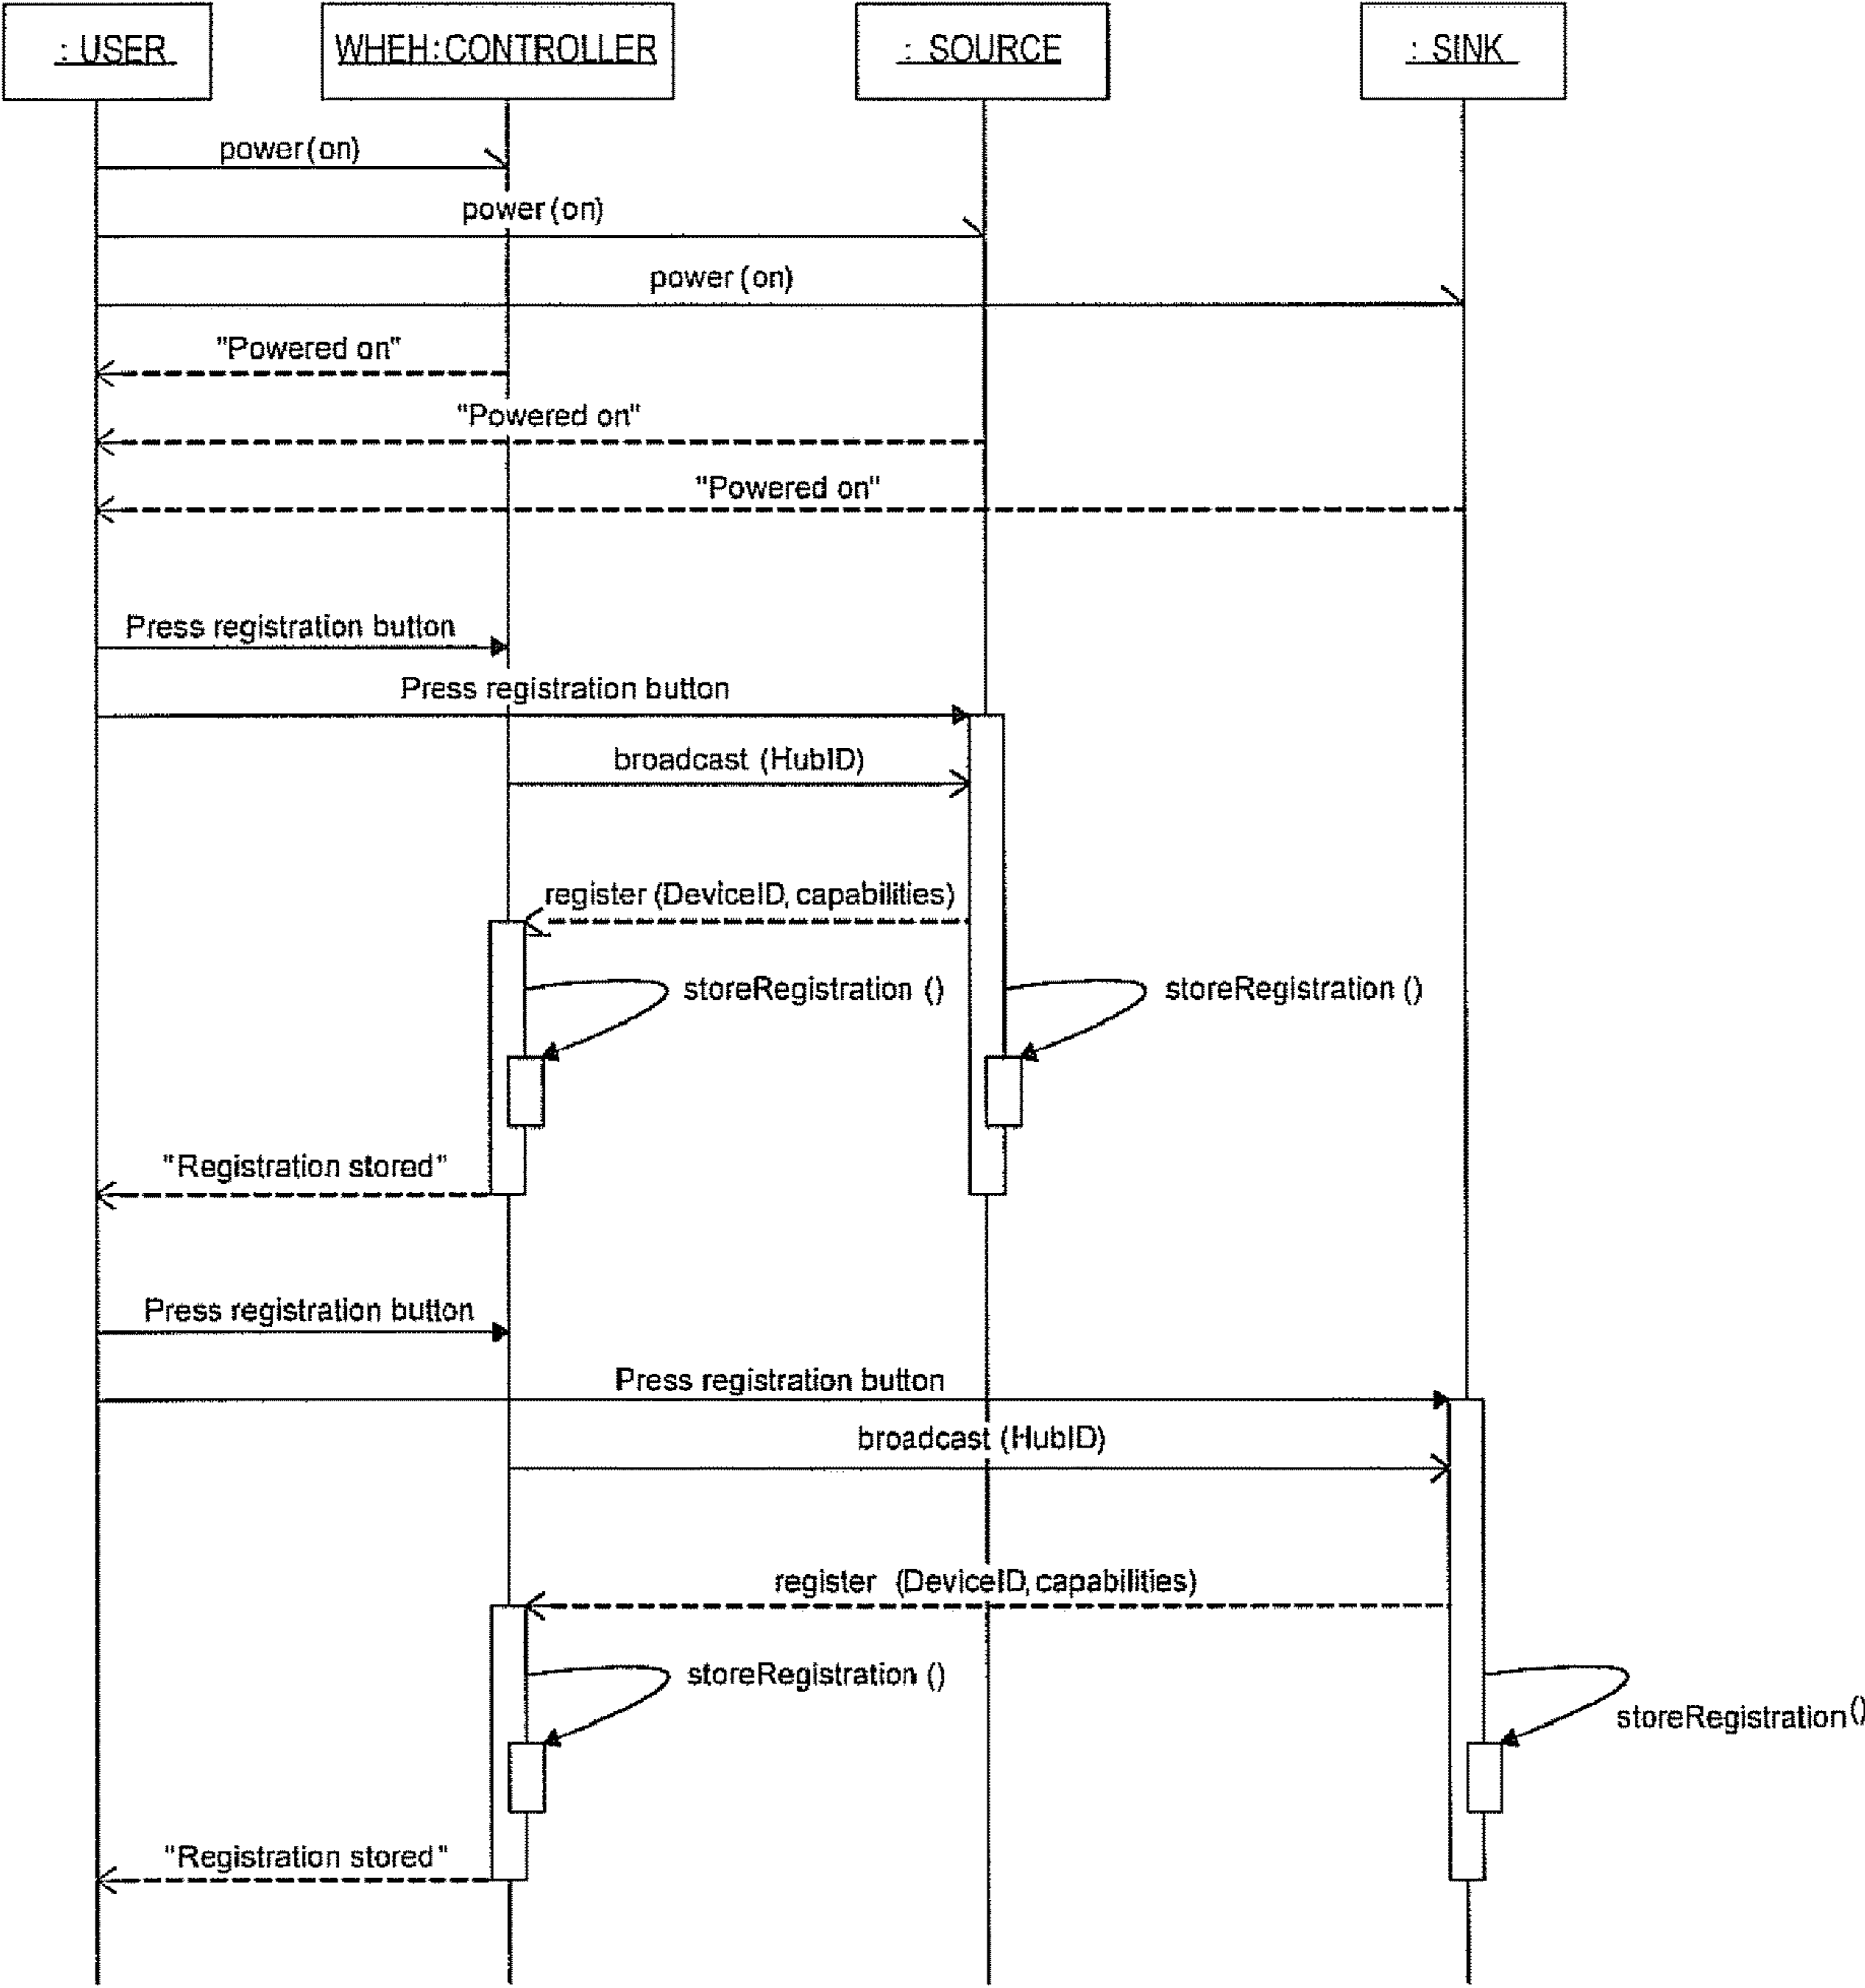 : USER
WHEH:CONTROLLER
: SOURCE
: SINK
power(on)
power(on)
power(on)
"Powered on"
"Powered on"
"Powered on"
Press registration button
Press registration button
broadcast (HubID)
register (DeviceID, capabilities)
storeRegistration ()
storeRegistration ()
"Registration stored"
Press registration button
Press registration button
broadcast (HubID)
register (DeviceID, capabilities)
storeRegistration ()
storeRegistration ()
"Registration stored"